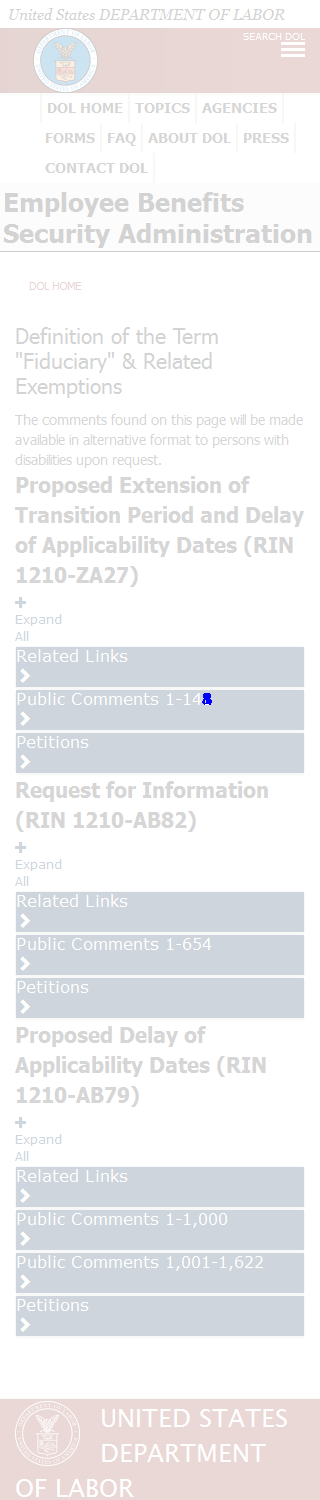 United States DEPARTMENT OF LABOR
SEARCH DOL
DOL HOME TOPICS AGENCIES
FORMS FAQ ABOUT DOL PRESS
CONTACT DOL
Employee Benefits
Security Administration
DOL HOME
Definition of the Term
"Fiduciary" & Related
Exemptions
The comments found on this page will be made
available in alternative format to persons with
disabilities upon request.
Proposed Extension of
Transition Period and Delay
of Applicability Dates (RIN
1210-ZA27)
Expand
All
Related Links
Public Comments
Petitions
Request for Information
(RIN 1210-AB82)
Expand
All
Related Links
Public Comments 1-654
Petitions
Proposed Delay of
Applicability Dates (RIN
1210-AB79)
Expand
All
Related Links
Public Comments 1-1,000
Public Comments 1,001-1,622
Petitions
UNITED STATES
DEPARTMENT
OF LABOR